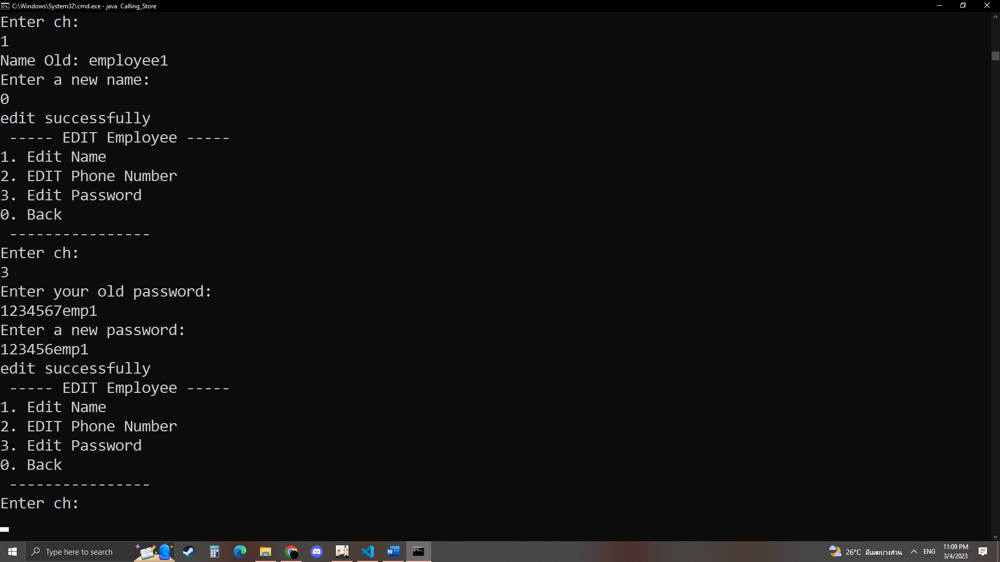 C:\Windows\System32\cmd.exe - java  Calling_Store
Enter ch:
1
Name Old: employee1
Enter a new name:
0
edit successfully
 ----- EDIT Employee -----
1. Edit Name
2. EDIT Phone Number
3. Edit Password
0. Back
 ----------------
Enter ch:
3
Enter your old password:
1234567emp1
Enter a new password:
123456emp1
edit successfully
 ----- EDIT Employee -----
1. Edit Name
2. EDIT Phone Number
3. Edit Password
0. Back
 ----------------
Enter ch:
Type here to search
26°C มีเมฆบางส่วน
ENG
11:09 PM
3/4/2023